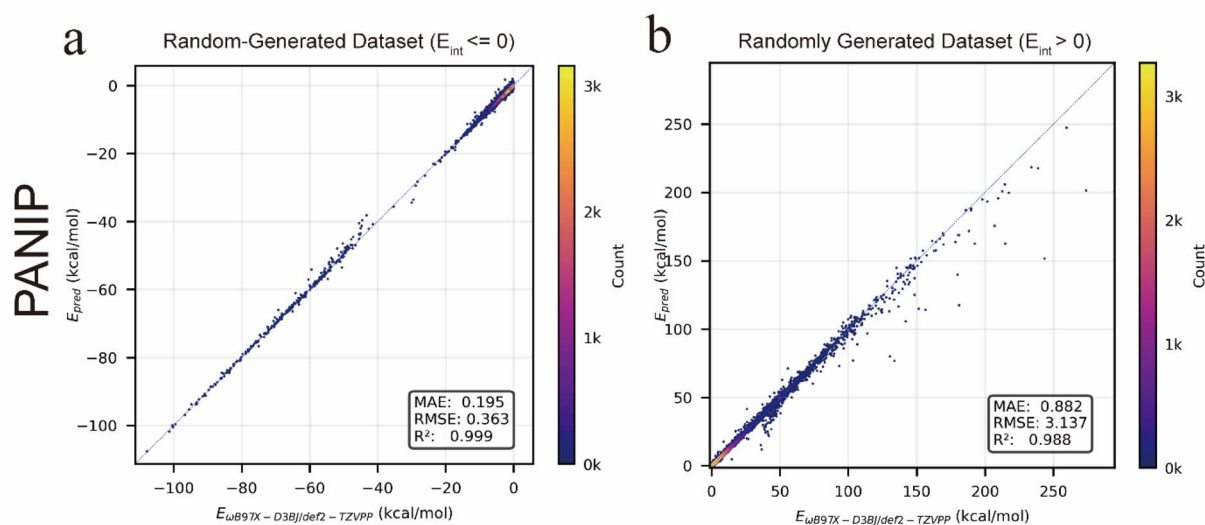 a
Random-Generated Dataset (E_int <= 0)
0
−20
−40
−60
−80
−100
E_pred (kcal/mol)
−100
−80
−60
−40
−20
0
E_ωB97X−D3BJ/def2−TZVPP (kcal/mol)
MAE: 0.195
RMSE: 0.363
R²: 0.999
3k
2k
1k
0k
Count
PANIP
b
Randomly Generated Dataset (E_int > 0)
250
200
150
100
50
0
E_pred (kcal/mol)
0
50
100
150
200
250
E_ωB97X−D3BJ/def2−TZVPP (kcal/mol)
MAE: 0.882
RMSE: 3.137
R²: 0.988
3k
2k
1k
0k
Count